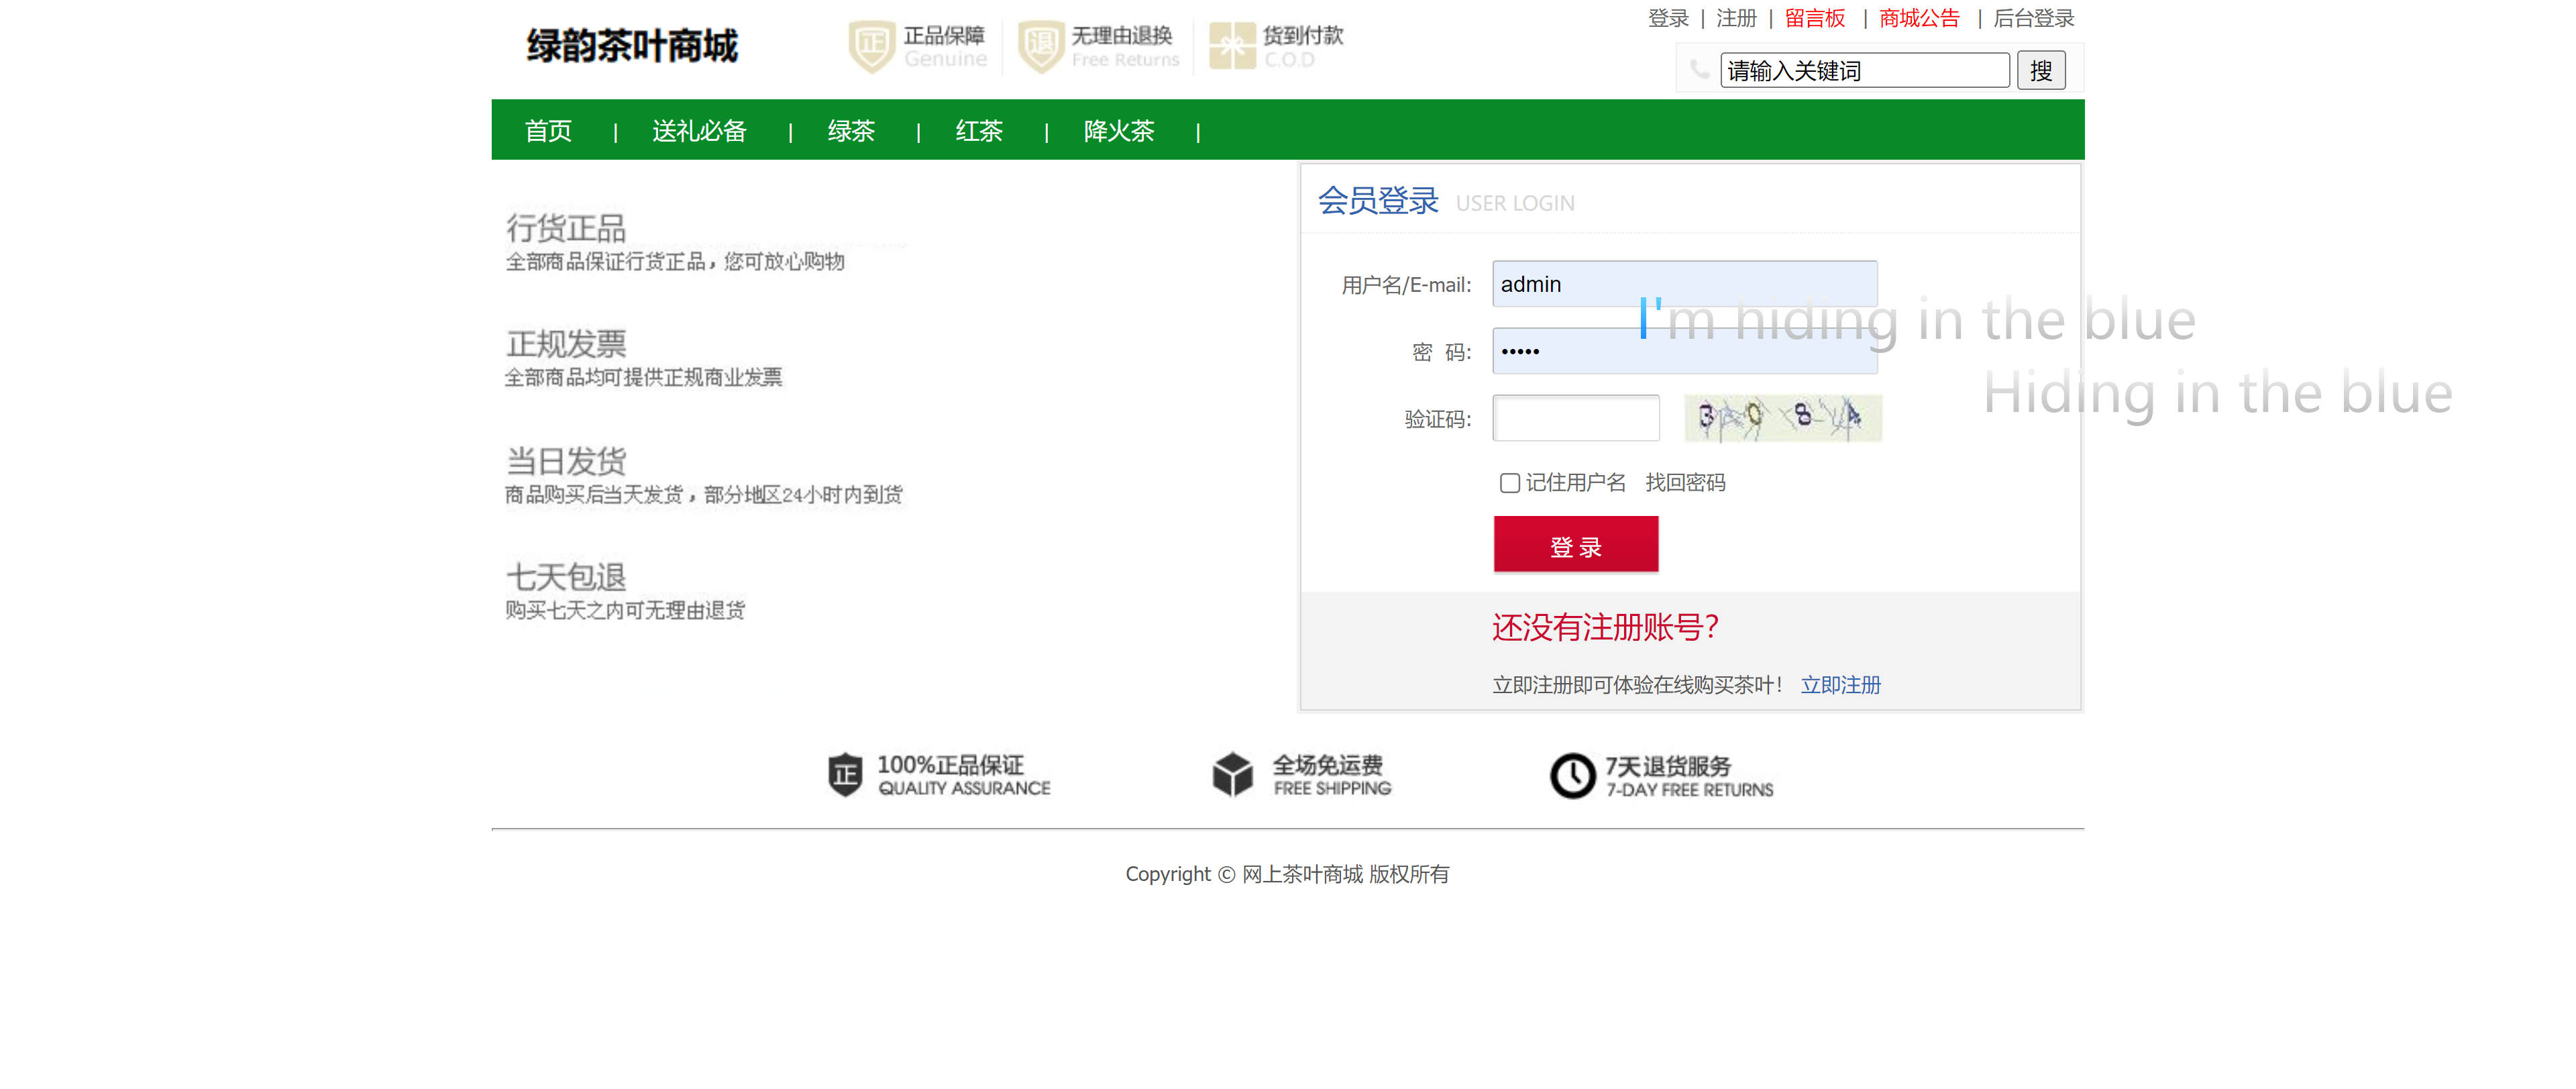 绿韵茶叶商城
正 正品保障 退 无理由退换 货到付款
Genuine Free Returns C.O.D
登录 | 注册 | 留言板 | 商城公告 | 后台登录
请输入关键词 搜
首页 | 送礼必备 | 绿茶 | 红茶 | 降火茶 |
行货正品
全部商品保证行货正品，您可放心购物
正规发票
全部商品均可提供正规商业发票
当日发货
商品购买后当天发货，部分地区24小时内到货
七天包退
购买七天之内可无理由退货
会员登录 USER LOGIN
用户名/E-mail: admin
I'm hiding in the blue
密 码: •••••
Hiding in the blue
验证码:
记住用户名 找回密码
登 录
还没有注册账号?
立即注册即可体验在线购买茶叶! 立即注册
正 100%正品保证 全场免运费 7天退货服务
QUALITY ASSURANCE FREE SHIPPING 7-DAY FREE RETURNS
Copyright © 网上茶叶商城 版权所有